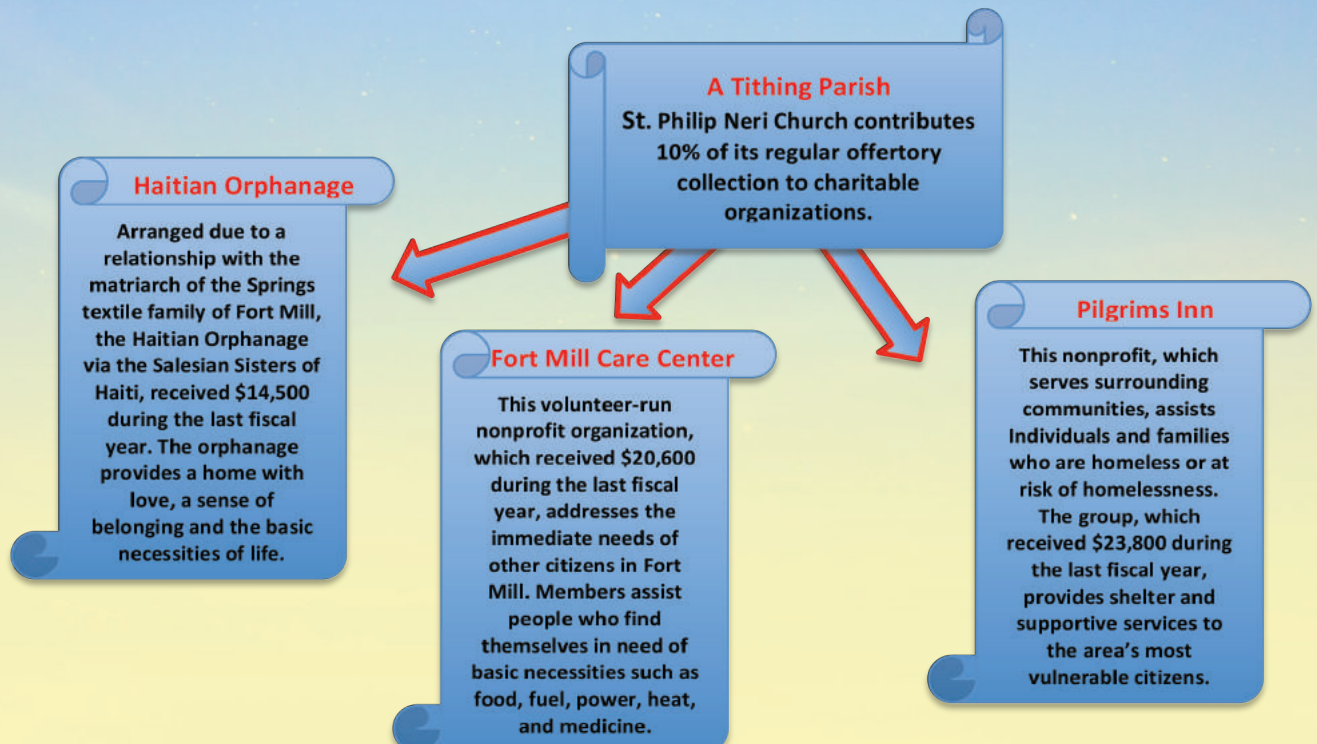 A Tithing Parish
St. Philip Neri Church contributes
10% of its regular offertory
collection to charitable
organizations.
Haitian Orphanage
Arranged due to a
relationship with the
matriarch of the Springs
textile family of Fort Mill,
the Haitian Orphanage
via the Salesian Sisters of
Haiti, received $14,500
during the last fiscal
year. The orphanage
provides a home with
love, a sense of
belonging and the basic
necessities of life.
Fort Mill Care Center
This volunteer-run
nonprofit organization,
which received $20,600
during the last fiscal
year, addresses the
immediate needs of
other citizens in Fort
Mill. Members assist
people who find
themselves in need of
basic necessities such as
food, fuel, power, heat,
and medicine.
Pilgrims Inn
This nonprofit, which
serves surrounding
communities, assists
Individuals and families
who are homeless or at
risk of homelessness.
The group, which
received $23,800 during
the last fiscal year,
provides shelter and
supportive services to
the area's most
vulnerable citizens.